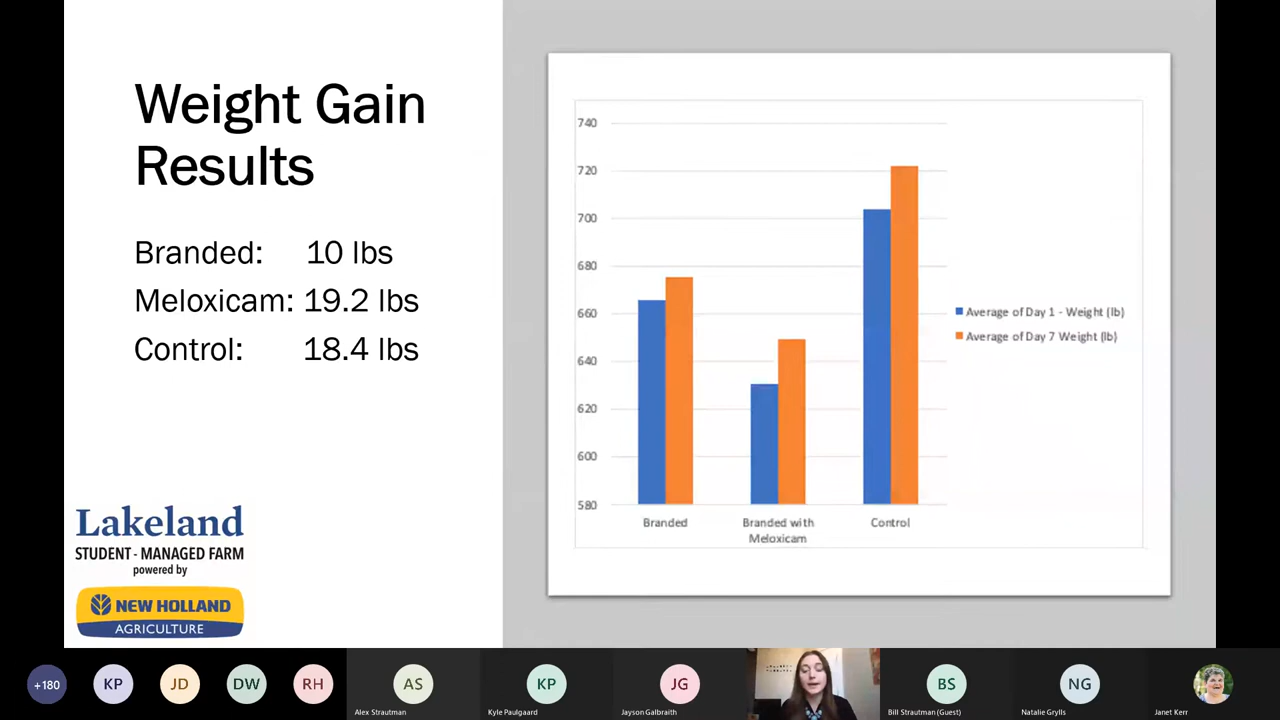 Weight Gain
Results
Branded: 10 lbs
Meloxicam: 19.2 lbs
Control: 18.4 lbs
Lakeland
STUDENT - MANAGED FARM
powered by
NEW HOLLAND
AGRICULTURE
740
720
700
680
660
640
620
600
580
Branded
Branded with
Meloxicam
Control
Average of Day 1 - Weight (lb)
Average of Day 7 Weight (lb)
+180
KP
JD
DW
RH
AS
Alex Strautman
KP
Kyle Paulgaard
JG
Jayson Galbraith
BS
Bill Strautman (Guest)
NG
Natalie Grylls
Janet Kerr